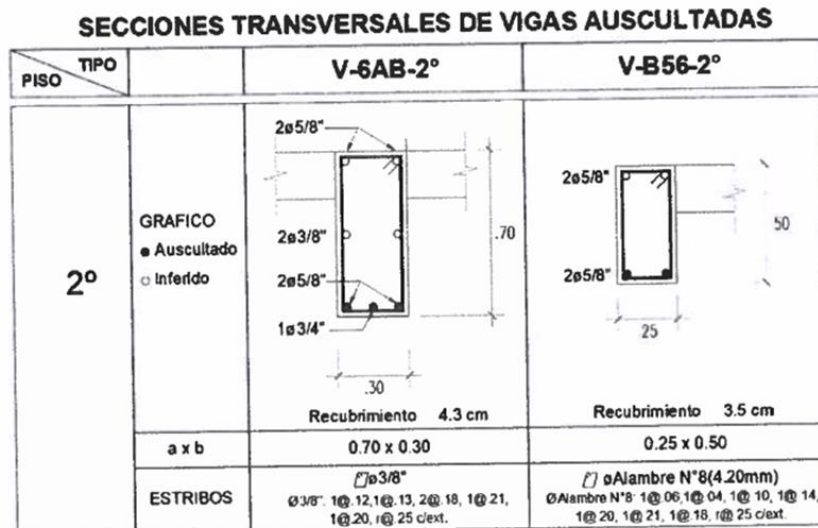 SECCIONES TRANSVERSALES DE VIGAS AUSCULTADAS
TIPO
PISO
V-6AB-2°
V-B56-2°
2º
GRAFICO
● Auscultado
○ Inferido
2ø5/8"
2ø3/8"
2ø5/8"
1ø3/4"
.70
.30
Recubrimiento 4.3 cm
2ø5/8"
2ø5/8"
50
25
Recubrimiento 3.5 cm
a x b
0.70 x 0.30
0.25 x 0.50
ESTRIBOS
ø3/8"
Ø3/8". 1@.12,1@.13, 2@.18, 1@ 21,
1@.20, r@ 25 c/ext.
øAlambre N°8(4.20mm)
ØAlambre N°8: 1@ 06,1@ 04, 1@ 10, 1@ 14,
1@ 20, 1@ 21, 1@ 18, r@ 25 c/ext.